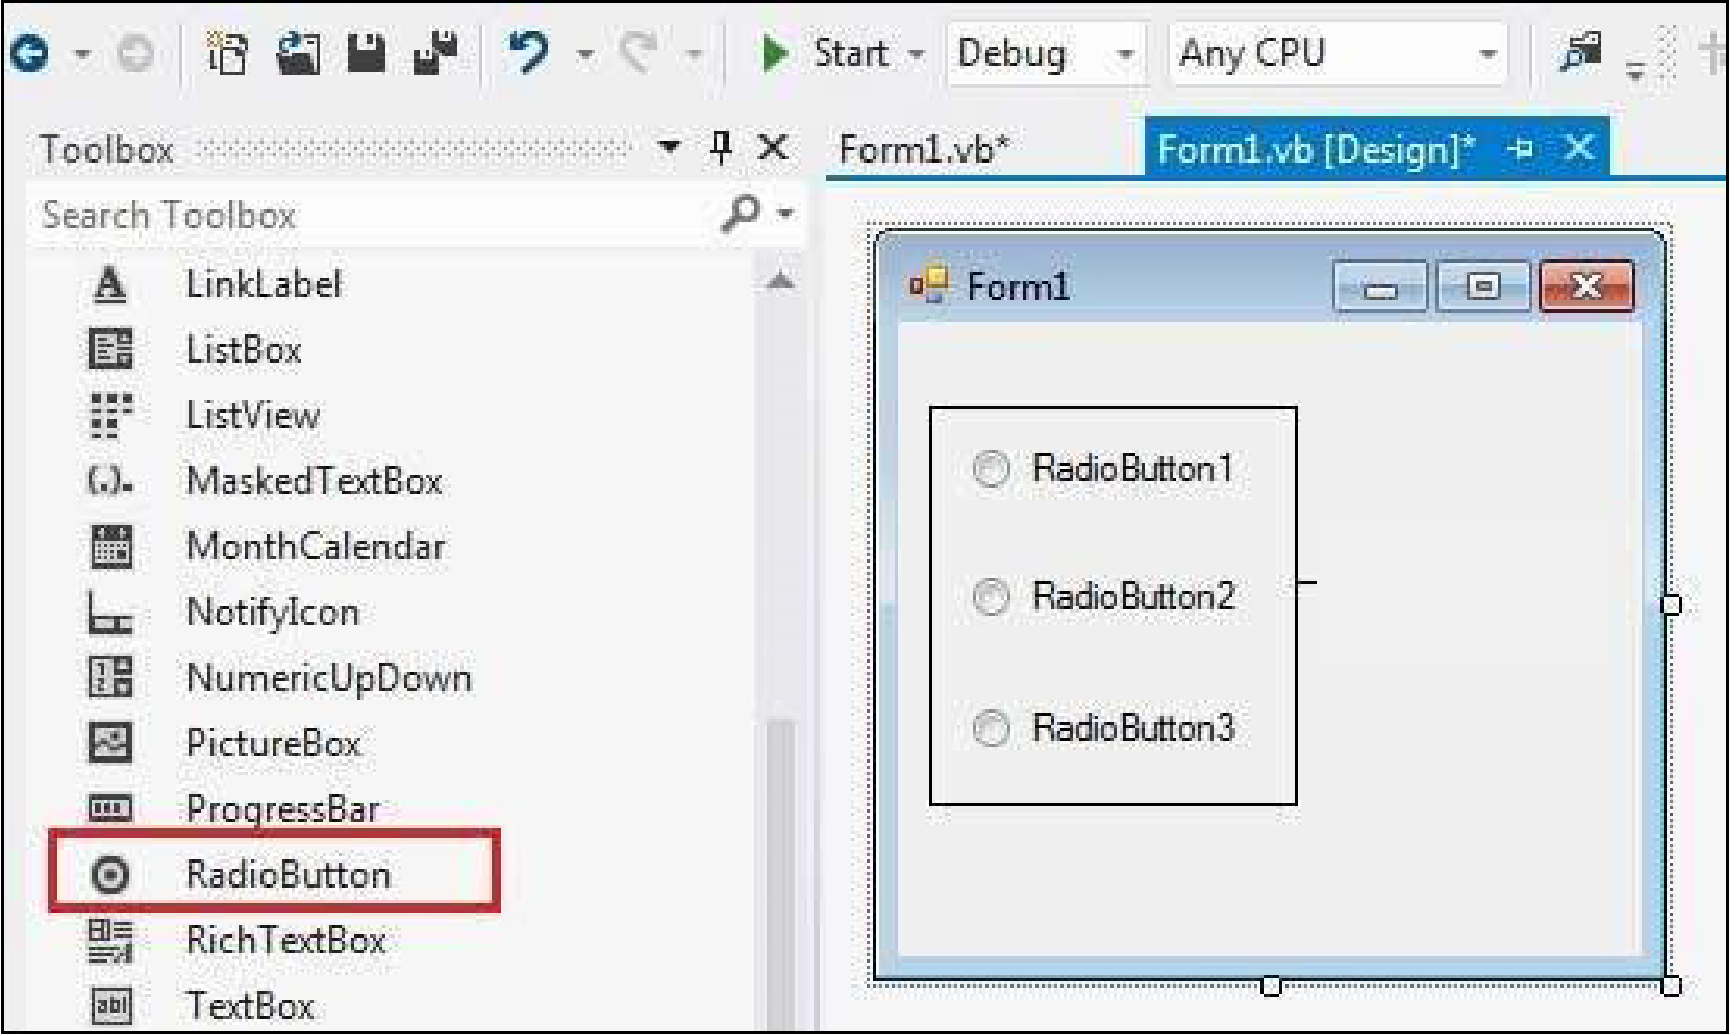 Start Debug Any CPU
Toolbox
Form1.vb* Form1.vb [Design]*
Search Toolbox
LinkLabel
ListBox
ListView
MaskedTextBox
MonthCalendar
NotifyIcon
NumericUpDown
PictureBox
ProgressBar
RadioButton
RichTextBox
TextBox
Form1
RadioButton1
RadioButton2
RadioButton3